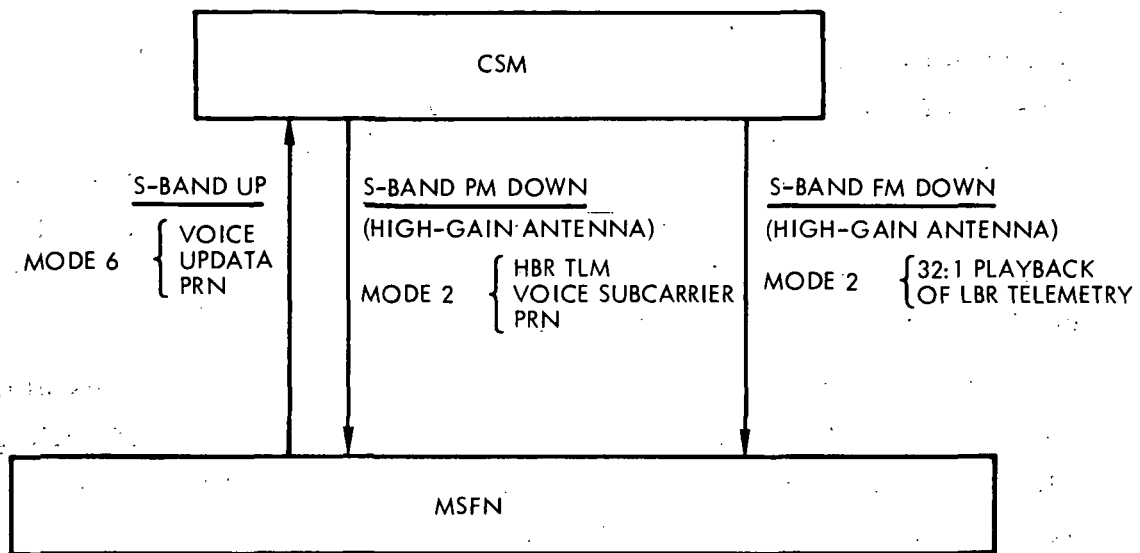 CSM
S-BAND UP
MODE 6 { VOICE
UPDATA
PRN
S-BAND PM DOWN
(HIGH-GAIN ANTENNA)
MODE 2 { HBR TLM
VOICE SUBCARRIER
PRN
S-BAND FM DOWN
(HIGH-GAIN ANTENNA)
MODE 2 { 32:1 PLAYBACK
OF LBR TELEMETRY
MSFN